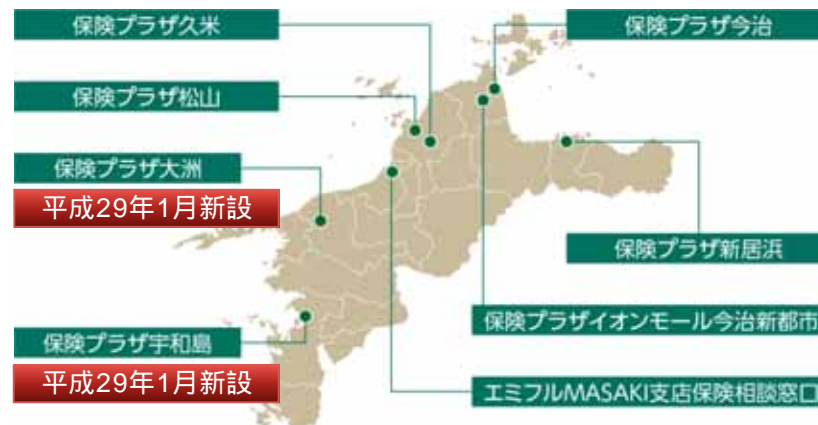 保険プラザ久米
保険プラザ今治
保険プラザ松山
保険プラザ大洲
平成29年1月新設
保険プラザ新居浜
保険プラザイオンモール今治新都市
保険プラザ宇和島
平成29年1月新設
エミフルMASAKI支店保険相談窓口